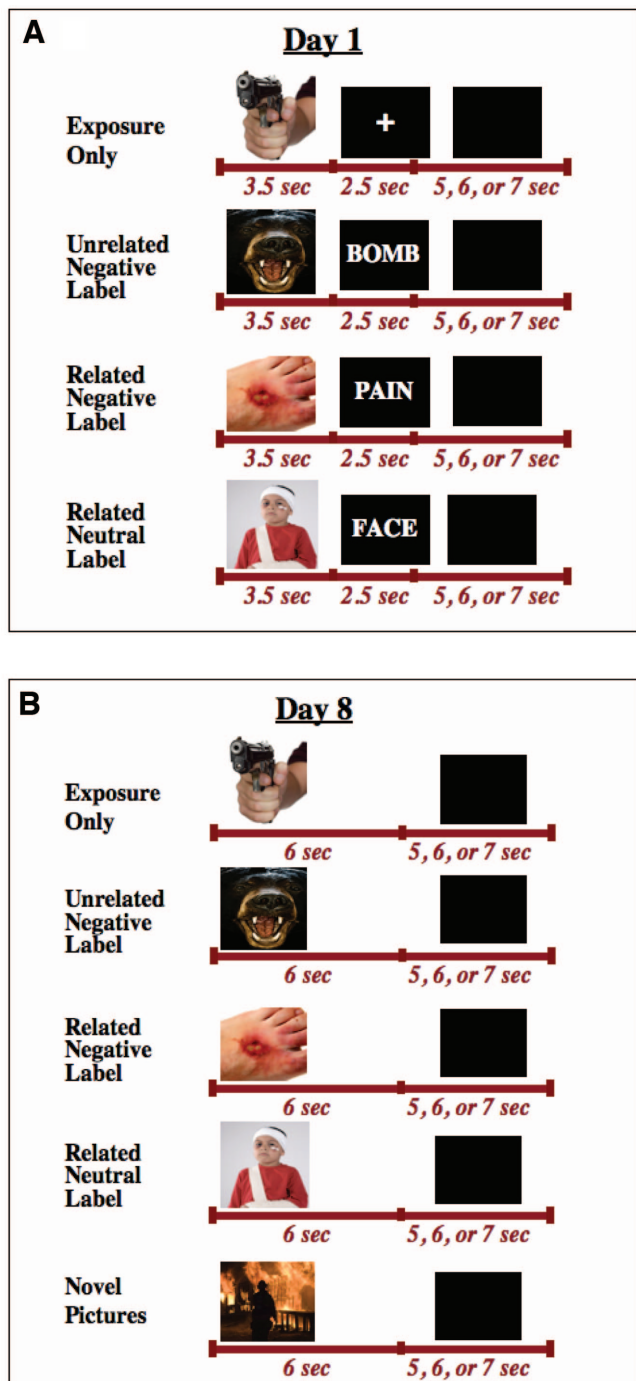 A
Day 1
Exposure
Only
+
3.5 sec 2.5 sec 5, 6, or 7 sec
Unrelated
Negative
Label
BOMB
3.5 sec 2.5 sec 5, 6, or 7 sec
Related
Negative
Label
PAIN
3.5 sec 2.5 sec 5, 6, or 7 sec
Related
Neutral
Label
FACE
3.5 sec 2.5 sec 5, 6, or 7 sec
B
Day 8
Exposure
Only
6 sec 5, 6, or 7 sec
Unrelated
Negative
Label
6 sec 5, 6, or 7 sec
Related
Negative
Label
6 sec 5, 6, or 7 sec
Related
Neutral
Label
6 sec 5, 6, or 7 sec
Novel
Pictures
6 sec 5, 6, or 7 sec